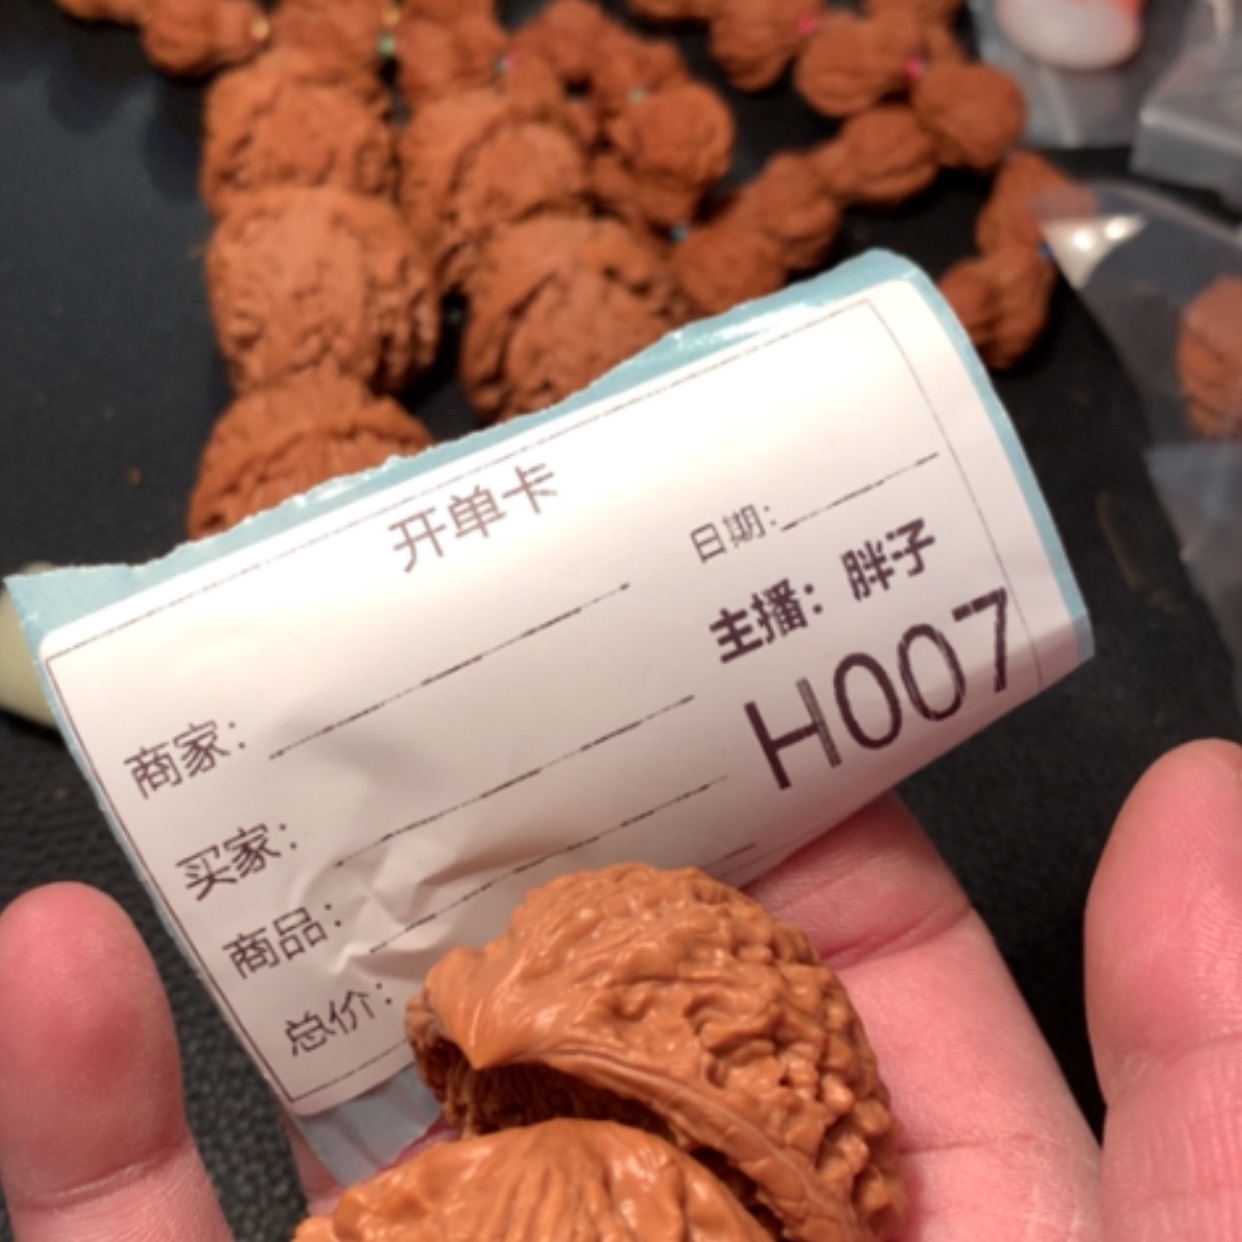 开单卡
日期:
主播：胖子
H007
商家：
买家：
商品：
总价：